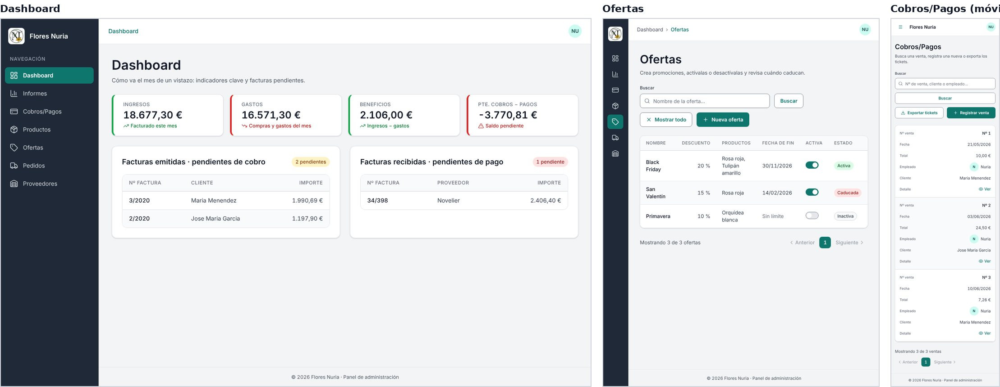 Dashboard
Flores Nuria
NAVEGACIÓN
Dashboard
Informes
Cobros/Pagos
Productos
Ofertas
Pedidos
Proveedores
Dashboard
NU
Dashboard
Cómo va el mes de un vistazo: indicadores clave y facturas pendientes.
INGRESOS
18.677,30 €
Facturado este mes
GASTOS
16.571,30 €
Compras y gastos del mes
BENEFICIOS
2.106,00 €
Ingresos – gastos
PTE. COBROS – PAGOS
-3.770,81 €
Saldo pendiente
Facturas emitidas · pendientes de cobro
2 pendientes
Nº FACTURA CLIENTE IMPORTE
3/2020 Maria Menendez 1.990,69 €
2/2020 Jose Maria Garcia 1.197,90 €
Facturas recibidas · pendientes de pago
1 pendiente
Nº FACTURA PROVEEDOR IMPORTE
34/398 Novelier 2.406,40 €
© 2026 Flores Nuria · Panel de administración
Ofertas
Dashboard › Ofertas
NU
Ofertas
Crea promociones, actívalas o desactívalas y revisa cuándo caducan.
Buscar
Nombre de la oferta...
Buscar
Mostrar todo
Nueva oferta
NOMBRE DESCUENTO PRODUCTOS FECHA DE FIN ACTIVA ESTADO
Black Friday 20 % Rosa roja, Tulipán amarillo 30/11/2026 Activa
San Valentín 15 % Rosa roja 14/02/2026 Caducada
Primavera 10 % Orquídea blanca Sin límite Inactiva
Mostrando 3 de 3 ofertas
Anterior 1 Siguiente
© 2026 Flores Nuria · Panel de administración
Cobros/Pagos (móvi
Flores Nuria
NU
Cobros/Pagos
Busca una venta, registra una nueva o exporta los
tickets.
Buscar
Nº de venta, cliente o empleado...
Buscar
Exportar tickets
Registrar venta
Nº venta Nº 1
Fecha 21/05/2026
Total 10,00 €
Empleado N Nuria
Cliente Maria Menendez
Detalle Ver
Nº venta Nº 2
Fecha 03/06/2026
Total 24,50 €
Empleado N Nuria
Cliente Jose Maria Garcia
Detalle Ver
Nº venta Nº 3
Fecha 10/06/2026
Total 7,26 €
Empleado N Nuria
Cliente Maria Menendez
Detalle Ver
Mostrando 3 de 3 ventas
Anterior 1 Siguiente
© 2026 Flores Nuria · Panel de administración